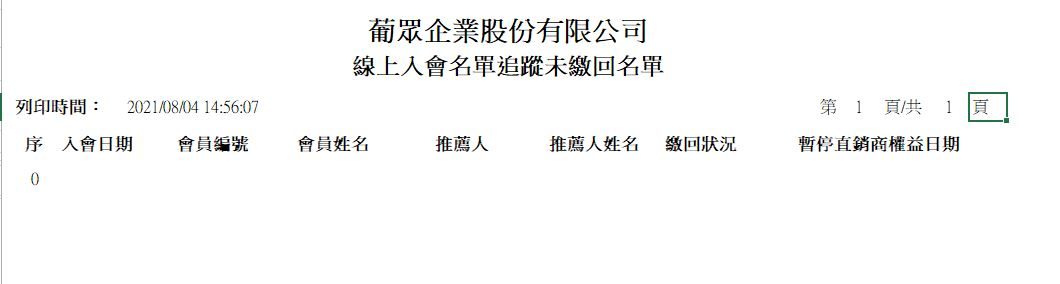 葡眾企業股份有限公司
線上入會名單追蹤未繳回名單
列印時間： 2021/08/04 14:56:07 第 1 頁/共 1 頁
序 入會日期 會員編號 會員姓名 推薦人 推薦人姓名 繳回狀況 暫停直銷商權益日期
0